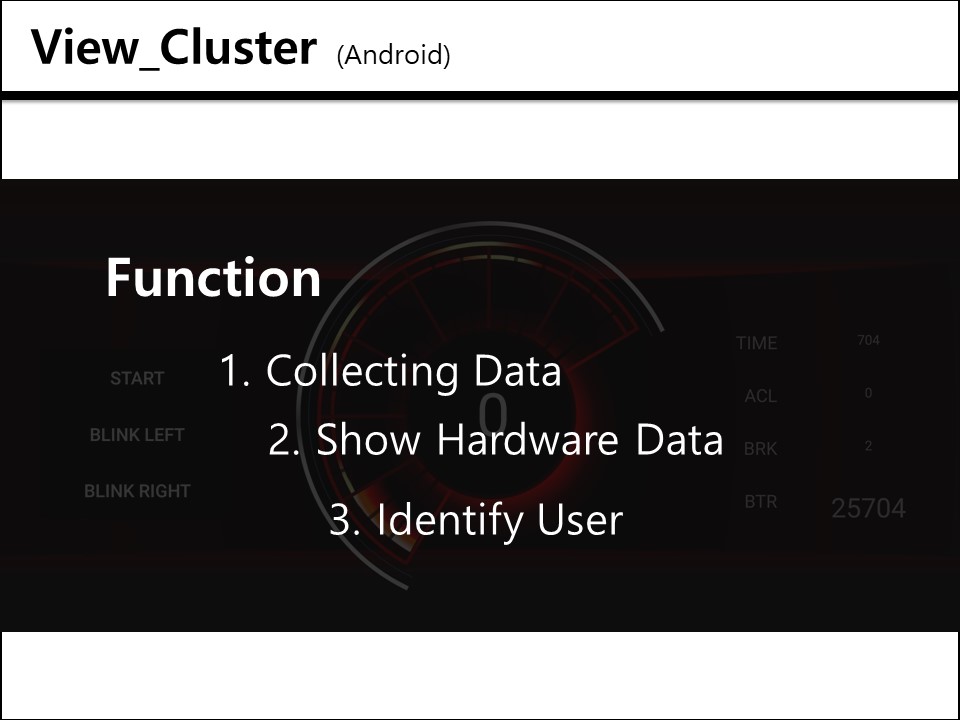 View_Cluster (Android)
Function
1. Collecting Data
2. Show Hardware Data
3. Identify User
START
BLINK LEFT
BLINK RIGHT
0
TIME 704
ACL 0
BRK 2
BTR 25704